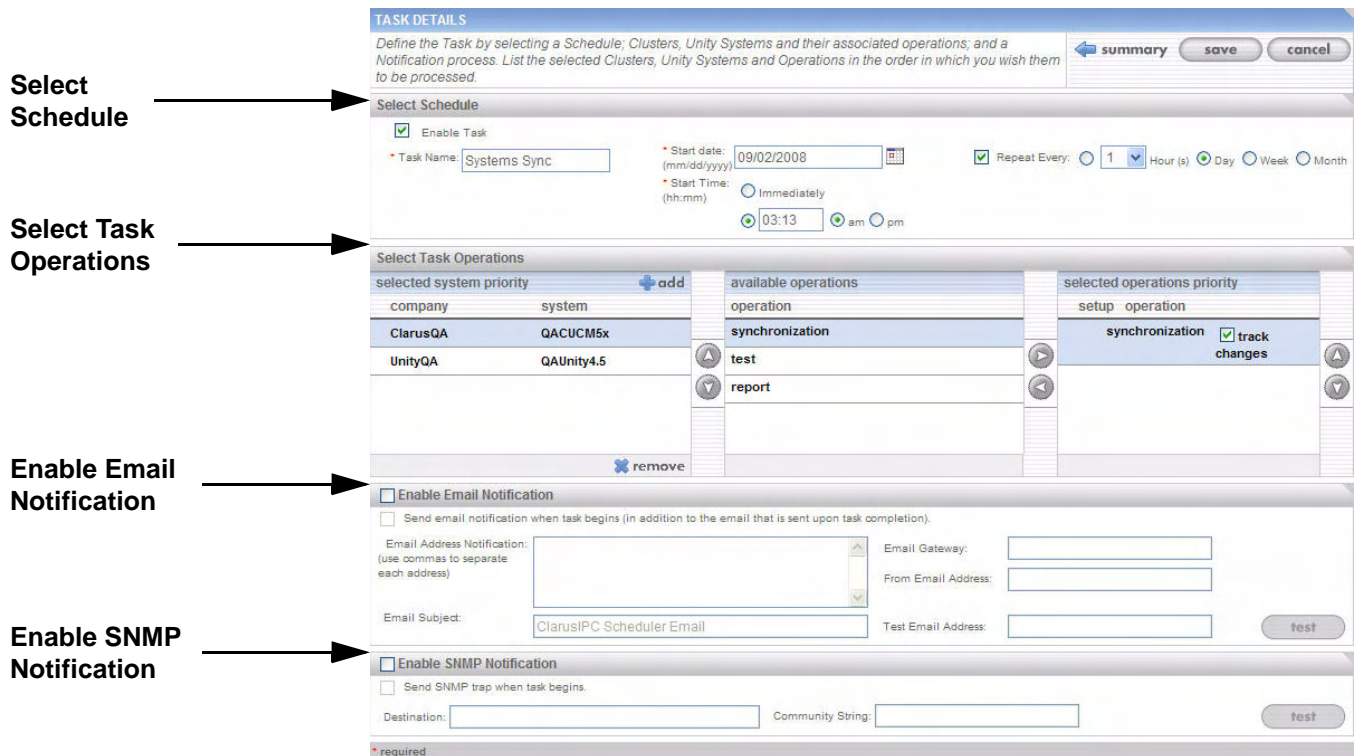 TASK DETAILS
Define the Task by selecting a Schedule; Clusters, Unity Systems and their associated operations; and a
Notification process. List the selected Clusters, Unity Systems and Operations in the order in which you wish them
to be processed.
summary save cancel
Select
Schedule
Select Schedule
Enable Task
* Task Name: Systems Sync
* Start date:
(mm/dd/yyyy)
09/02/2008
Repeat Every: 1 Hour (s) Day Week Month
* Start Time:
(hh:mm)
Immediately
03:13 am pm
Select Task
Operations
Select Task Operations
selected system priority add available operations selected operations priority
company system operation setup operation
ClarusQA QACUCM5x synchronization synchronization track
changes
UnityQA QAUnity4.5 test
report
remove
Enable Email
Notification
Enable Email Notification
Send email notification when task begins (in addition to the email that is sent upon task completion).
Email Address Notification:
(use commas to separate
each address)
Email Gateway:
From Email Address:
Email Subject: ClarusIPC Scheduler Email
Test Email Address: test
Enable SNMP
Notification
Enable SNMP Notification
Send SNMP trap when task begins.
Destination: Community String: test
* required